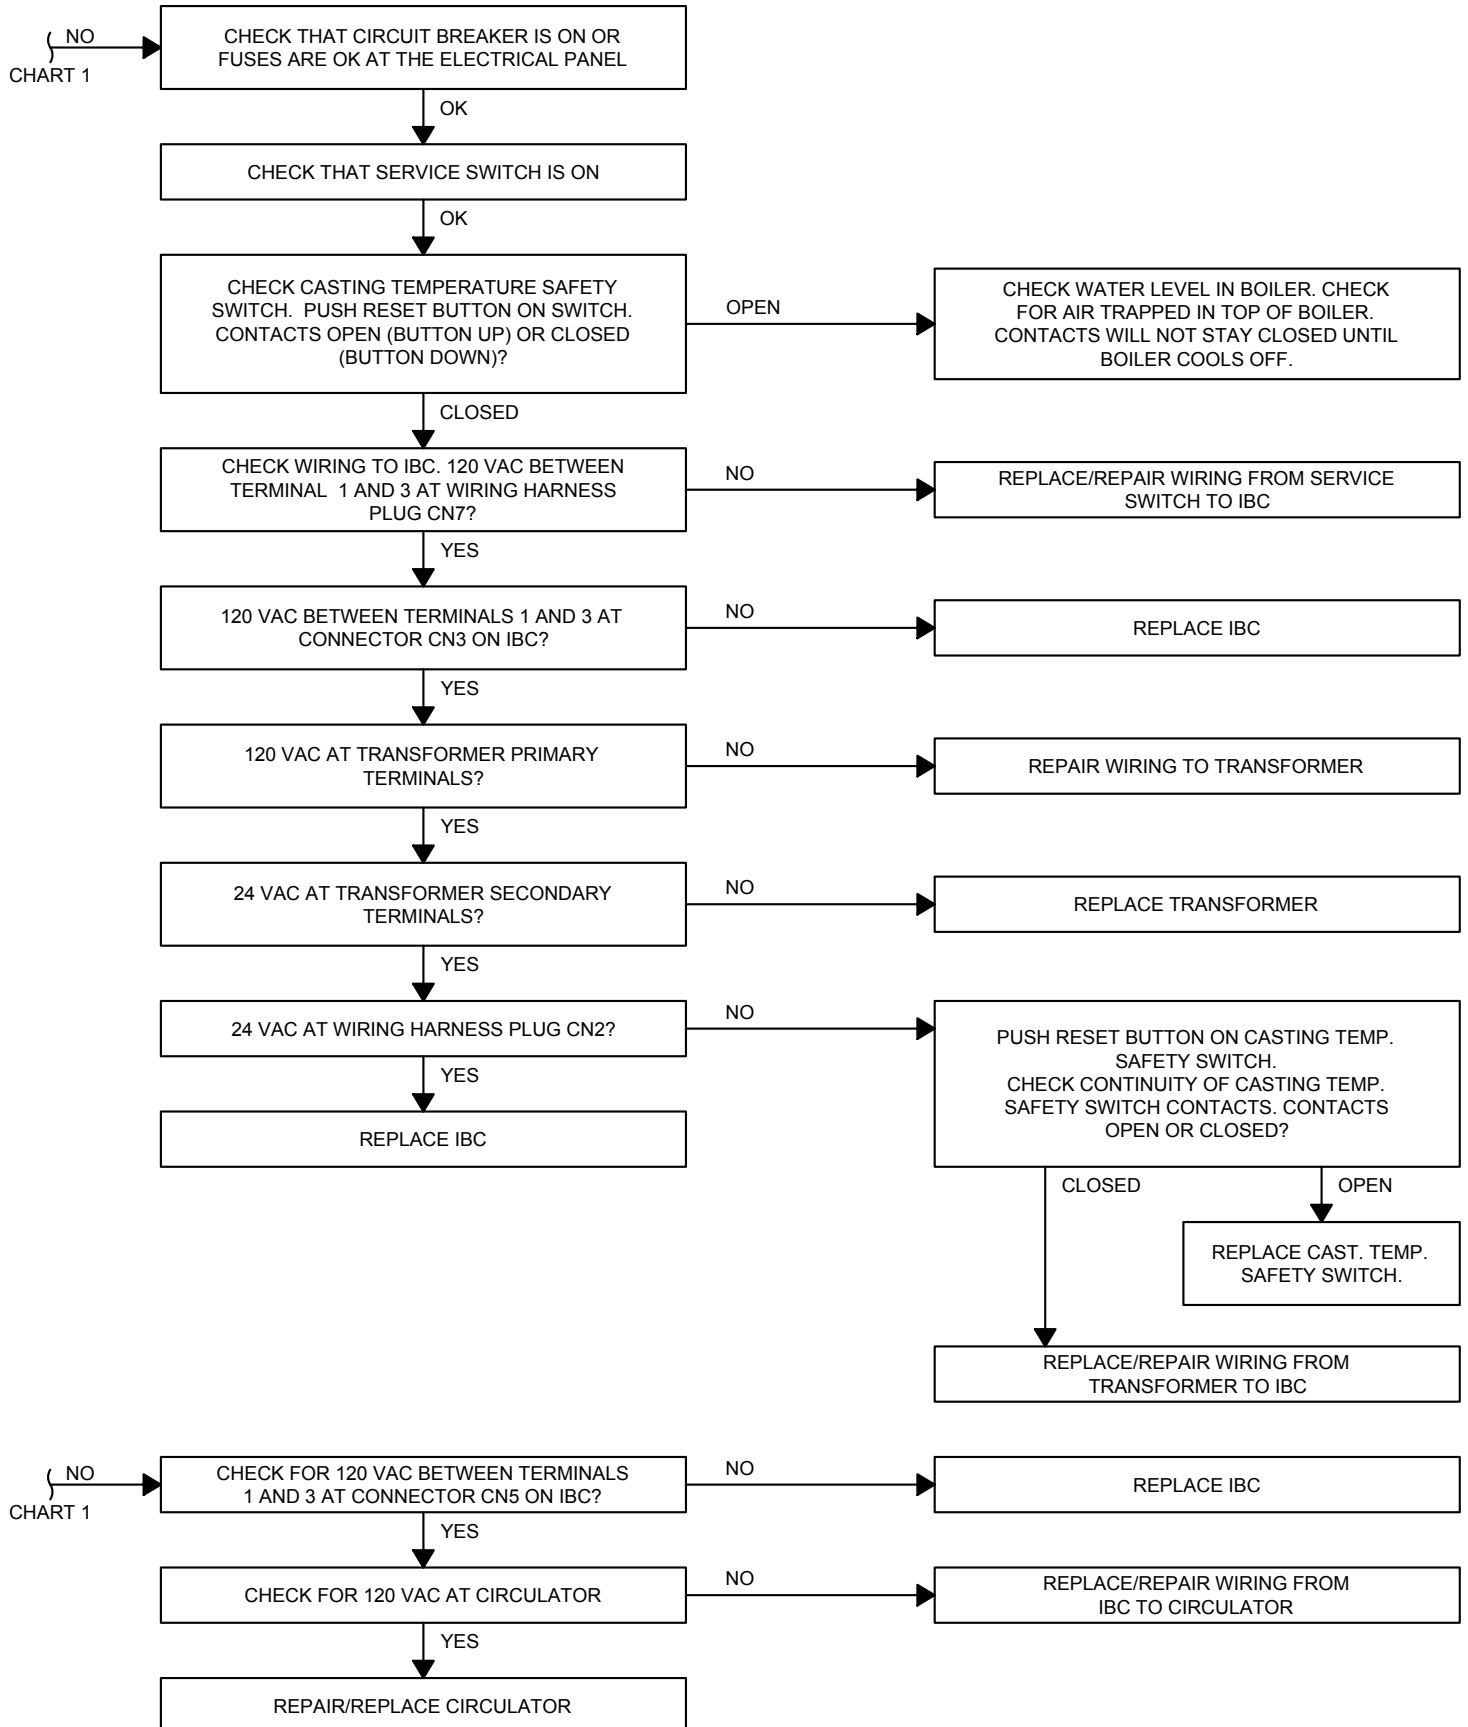 NO
CHART 1
CHECK THAT CIRCUIT BREAKER IS ON OR
FUSES ARE OK AT THE ELECTRICAL PANEL
OK
CHECK THAT SERVICE SWITCH IS ON
OK
CHECK CASTING TEMPERATURE SAFETY
SWITCH. PUSH RESET BUTTON ON SWITCH.
CONTACTS OPEN (BUTTON UP) OR CLOSED
(BUTTON DOWN)?
OPEN
CHECK WATER LEVEL IN BOILER. CHECK
FOR AIR TRAPPED IN TOP OF BOILER.
CONTACTS WILL NOT STAY CLOSED UNTIL
BOILER COOLS OFF.
CLOSED
CHECK WIRING TO IBC. 120 VAC BETWEEN
TERMINAL 1 AND 3 AT WIRING HARNESS
PLUG CN7?
NO
REPLACE/REPAIR WIRING FROM SERVICE
SWITCH TO IBC
YES
120 VAC BETWEEN TERMINALS 1 AND 3 AT
CONNECTOR CN3 ON IBC?
NO
REPLACE IBC
YES
120 VAC AT TRANSFORMER PRIMARY
TERMINALS?
NO
REPAIR WIRING TO TRANSFORMER
YES
24 VAC AT TRANSFORMER SECONDARY
TERMINALS?
NO
REPLACE TRANSFORMER
YES
24 VAC AT WIRING HARNESS PLUG CN2?
NO
PUSH RESET BUTTON ON CASTING TEMP.
SAFETY SWITCH.
CHECK CONTINUITY OF CASTING TEMP.
SAFETY SWITCH CONTACTS. CONTACTS
OPEN OR CLOSED?
YES
REPLACE IBC
CLOSED
OPEN
REPLACE CAST. TEMP.
SAFETY SWITCH.
REPLACE/REPAIR WIRING FROM
TRANSFORMER TO IBC
NO
CHART 1
CHECK FOR 120 VAC BETWEEN TERMINALS
1 AND 3 AT CONNECTOR CN5 ON IBC?
NO
REPLACE IBC
YES
CHECK FOR 120 VAC AT CIRCULATOR
NO
REPLACE/REPAIR WIRING FROM
IBC TO CIRCULATOR
YES
REPAIR/REPLACE CIRCULATOR